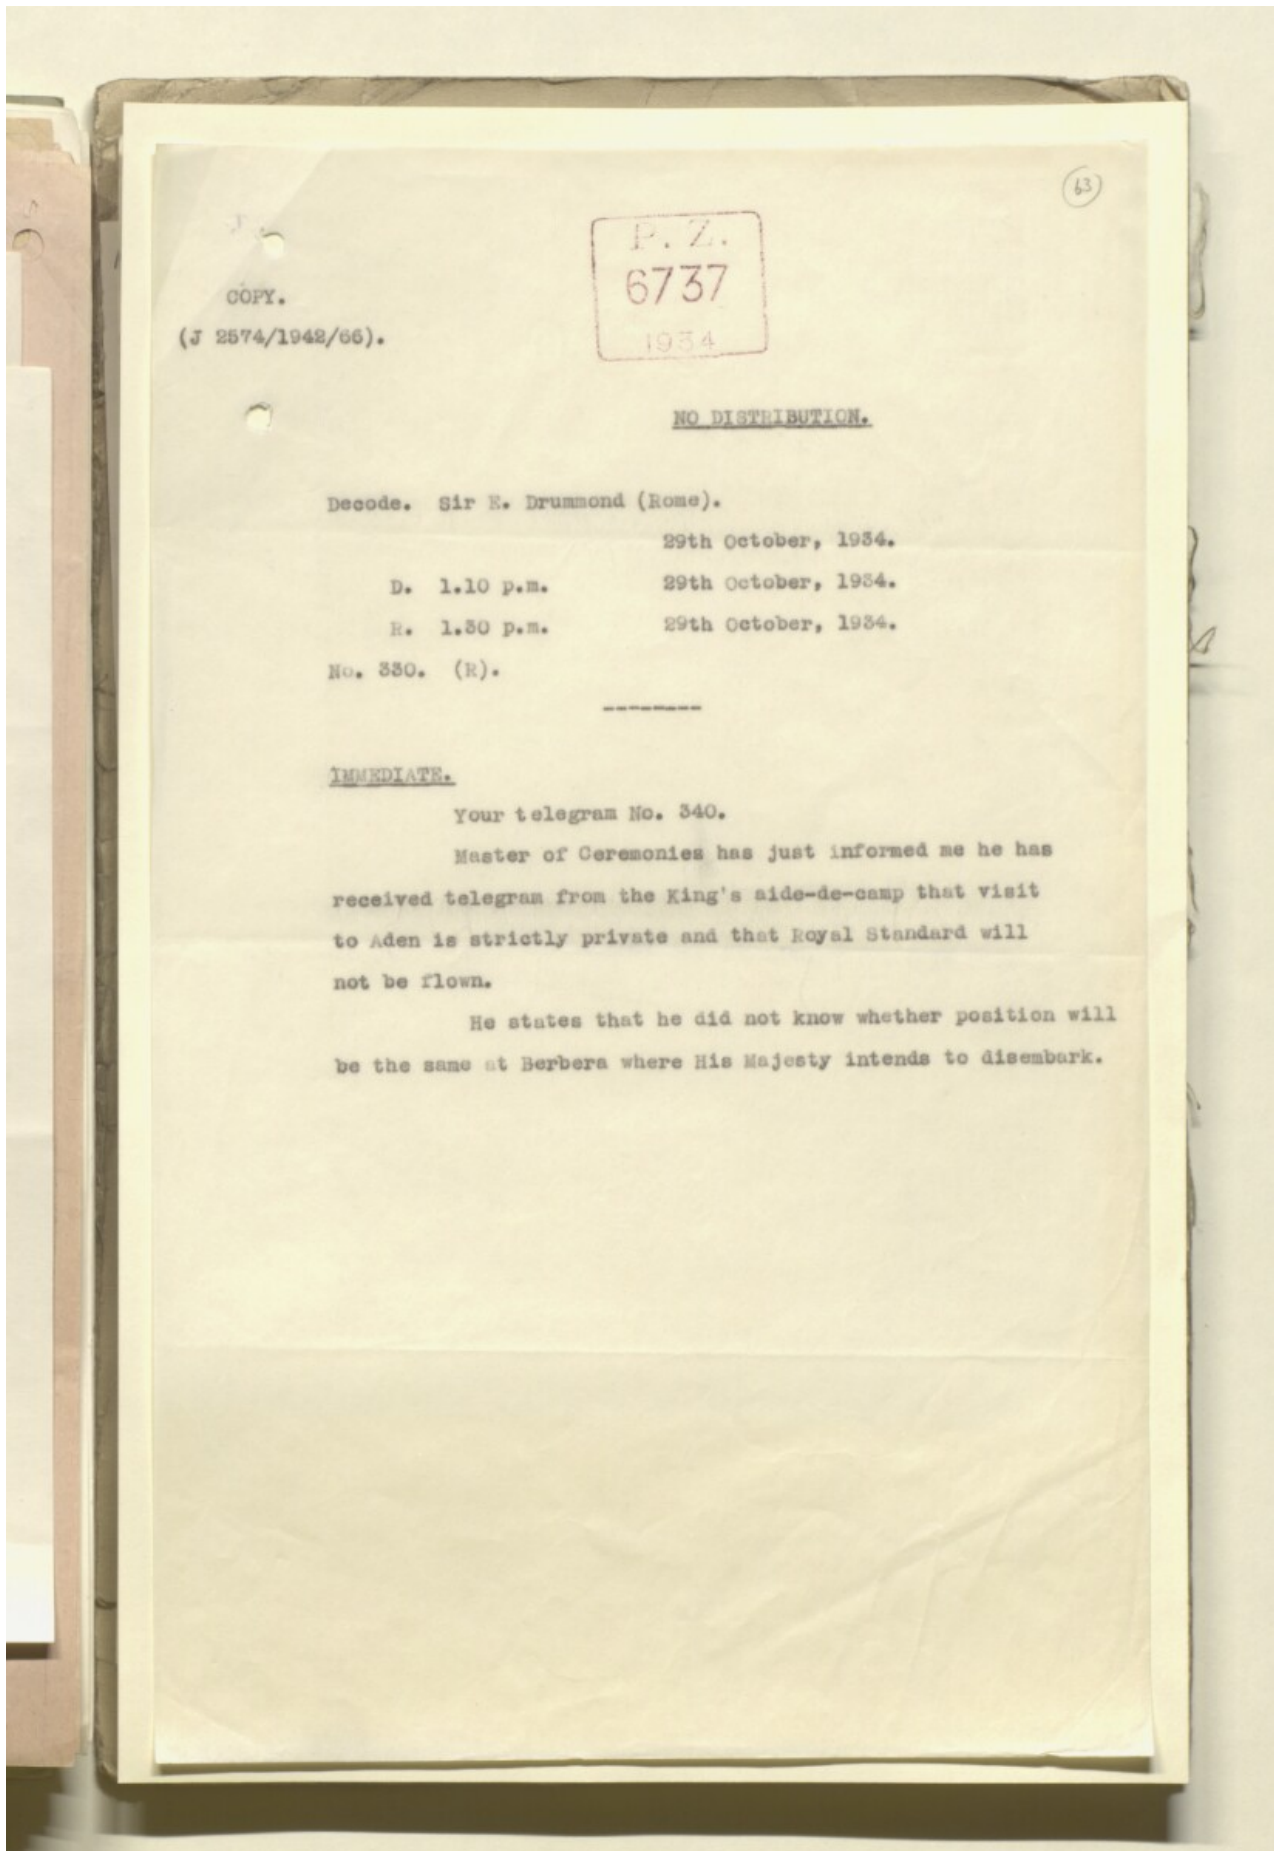 63
P. Z.
6737
1934
COPY.
(J 2574/1942/66).
NO DISTRIBUTION.
Decode. Sir E. Drummond (Rome).
29th October, 1934.
D. 1.10 p.m. 29th October, 1934.
R. 1.30 p.m. 29th October, 1934.
No. 330. (R).
--------
IMMEDIATE.
Your telegram No. 340.
Master of Ceremonies has just informed me he has
received telegram from the King's aide-de-camp that visit
to Aden is strictly private and that Royal Standard will
not be flown.
He states that he did not know whether position will
be the same at Berbera where His Majesty intends to disembark.